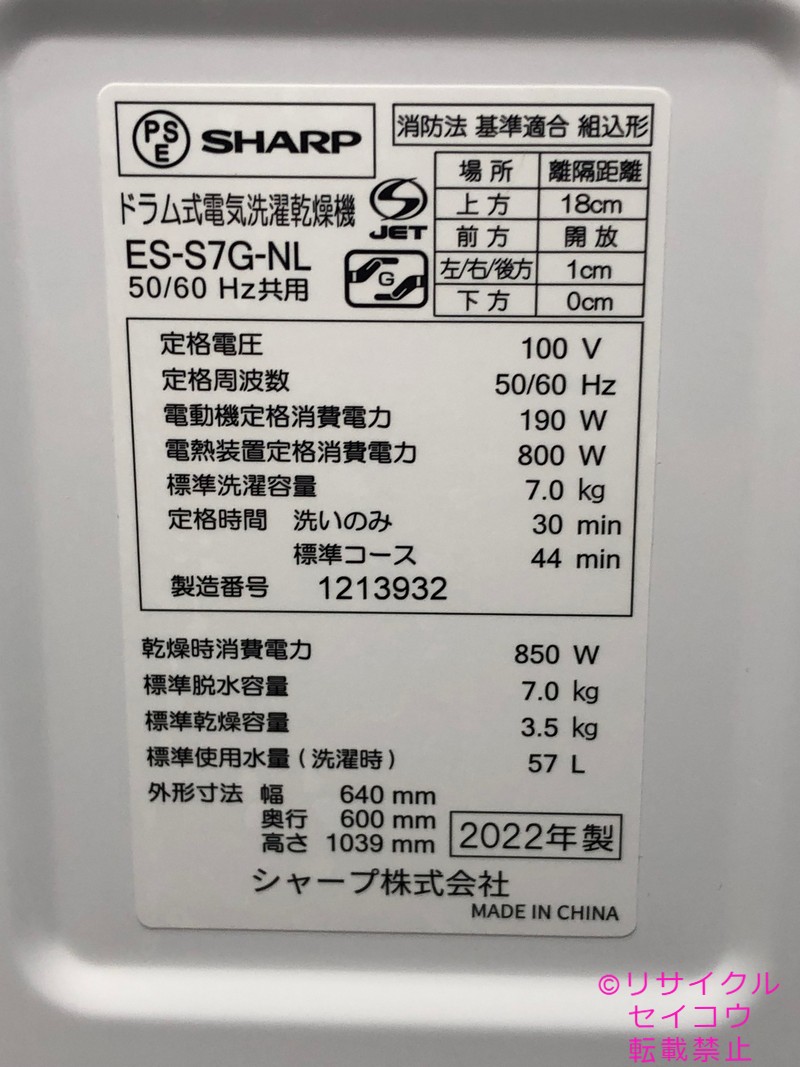 PSE SHARP
消防法 基準適合 組込形
ドラム式電気洗濯乾燥機
ES-S7G-NL
50/60 Hz共用
S JET
G
場所 離隔距離
上方 18cm
前方 開放
左/右/後方 1cm
下方 0cm
定格電圧 100 V
定格周波数 50/60 Hz
電動機定格消費電力 190 W
電熱装置定格消費電力 800 W
標準洗濯容量 7.0 kg
定格時間 洗いのみ 30 min
標準コース 44 min
製造番号 1213932
乾燥時消費電力 850 W
標準脱水容量 7.0 kg
標準乾燥容量 3.5 kg
標準使用水量(洗濯時) 57 L
外形寸法 幅 640 mm
奥行 600 mm
高さ 1039 mm
2022年製
シャープ株式会社
MADE IN CHINA
©リサイクル
セイコウ
転載禁止